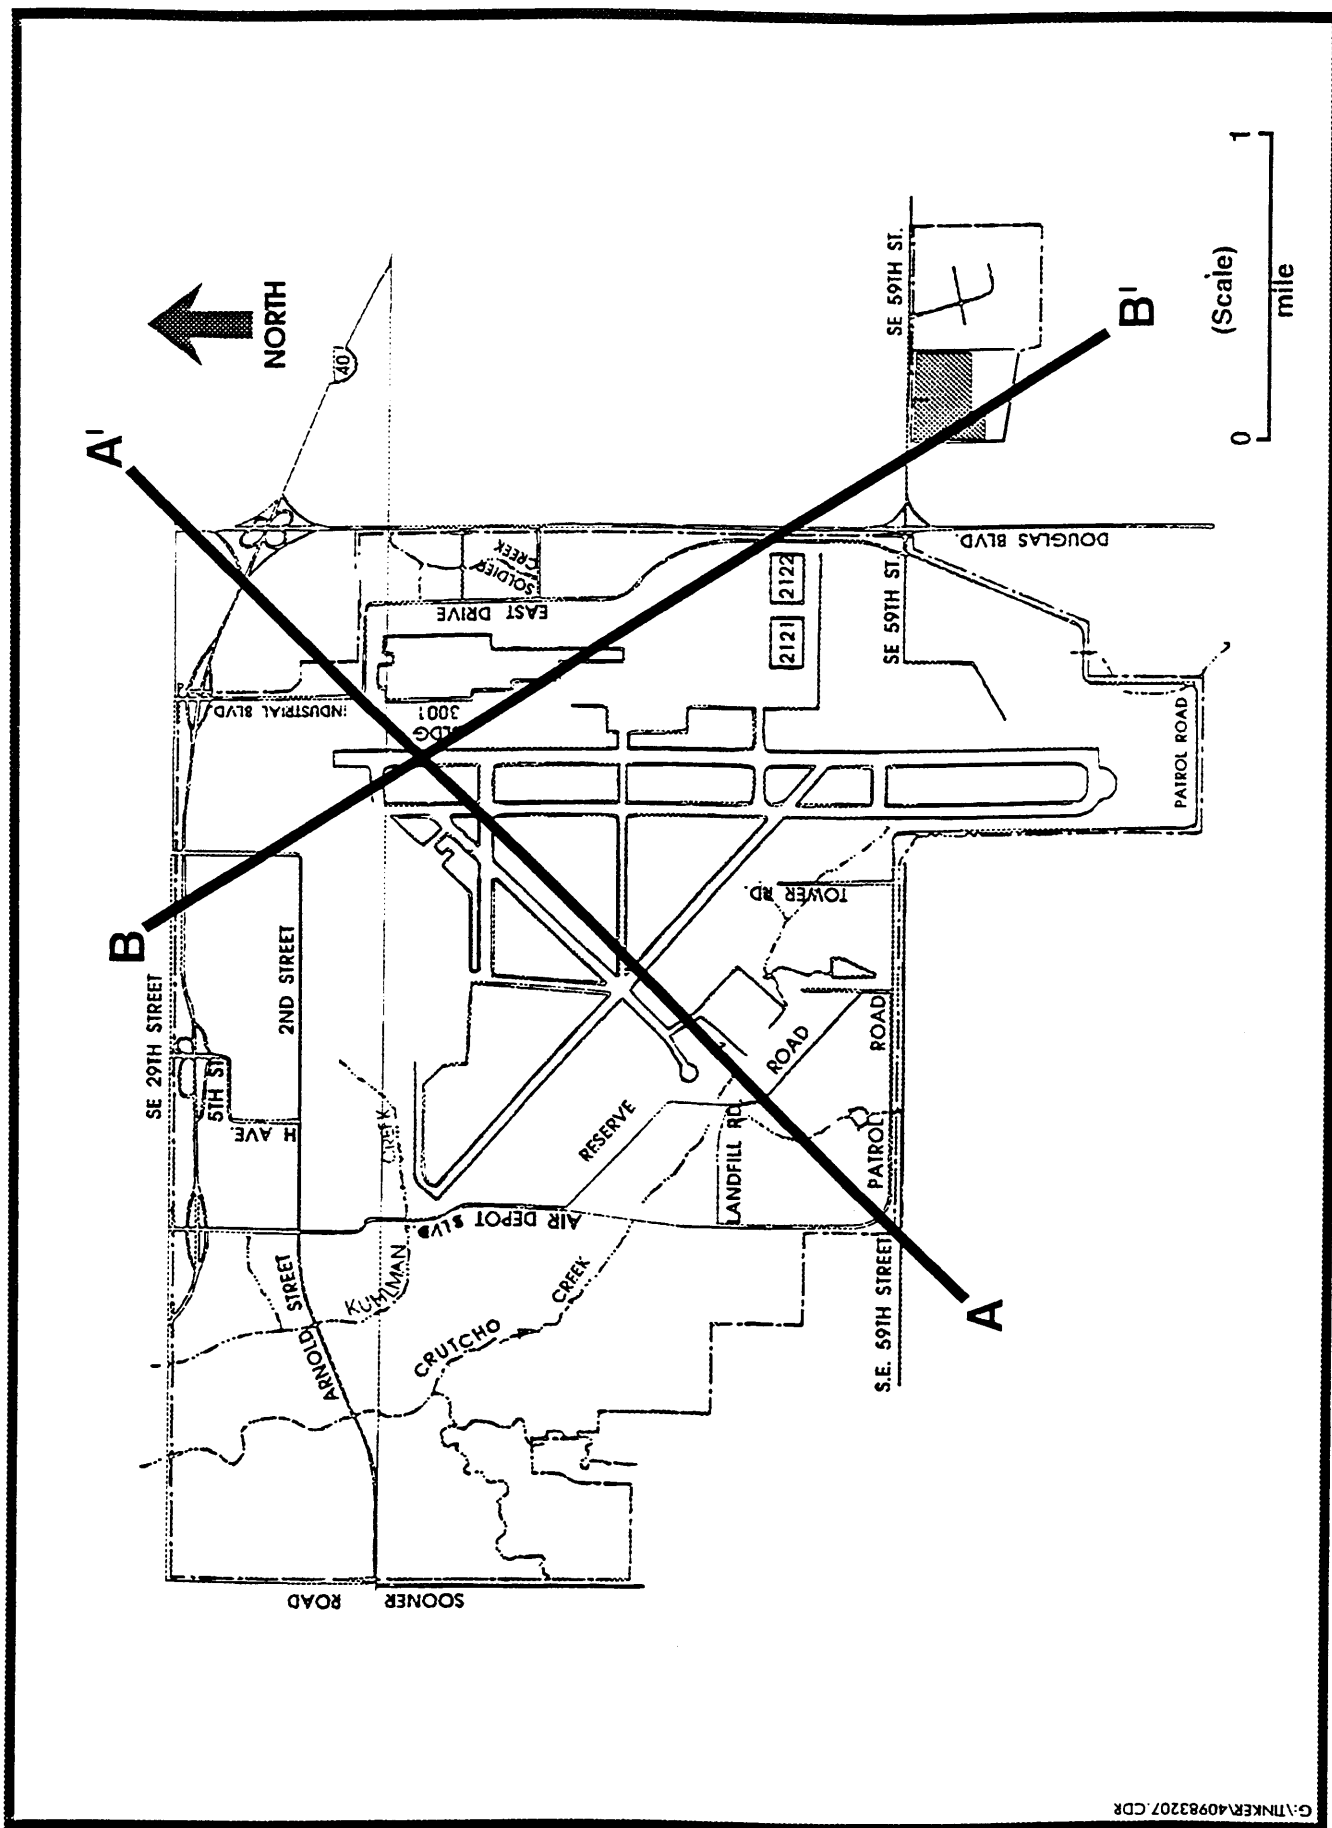 A'
NORTH
40
B
SE 29TH STREET
5TH ST.
H AVE.
2ND STREET
INDUSTRIAL BLVD.
BLDG
3001
EAST DRIVE
SOLDIER
CREEK
SE 59TH ST.
B'
DOUGLAS BLVD.
2122
2121
SE 59TH ST.
PATROL ROAD
TOWER RD.
ROAD
ROAD
PATROL
LANDFILL RD.
RESERVE
AIR DEPOT BLVD.
CREEK
KUHLMAN
ARNOLD
STREET
CRUTCHO
CREEK
S.E. 59TH STREET
A
SOONER
ROAD
0
1
(Scale)
mile
G:\TINKER\40983207.CDR